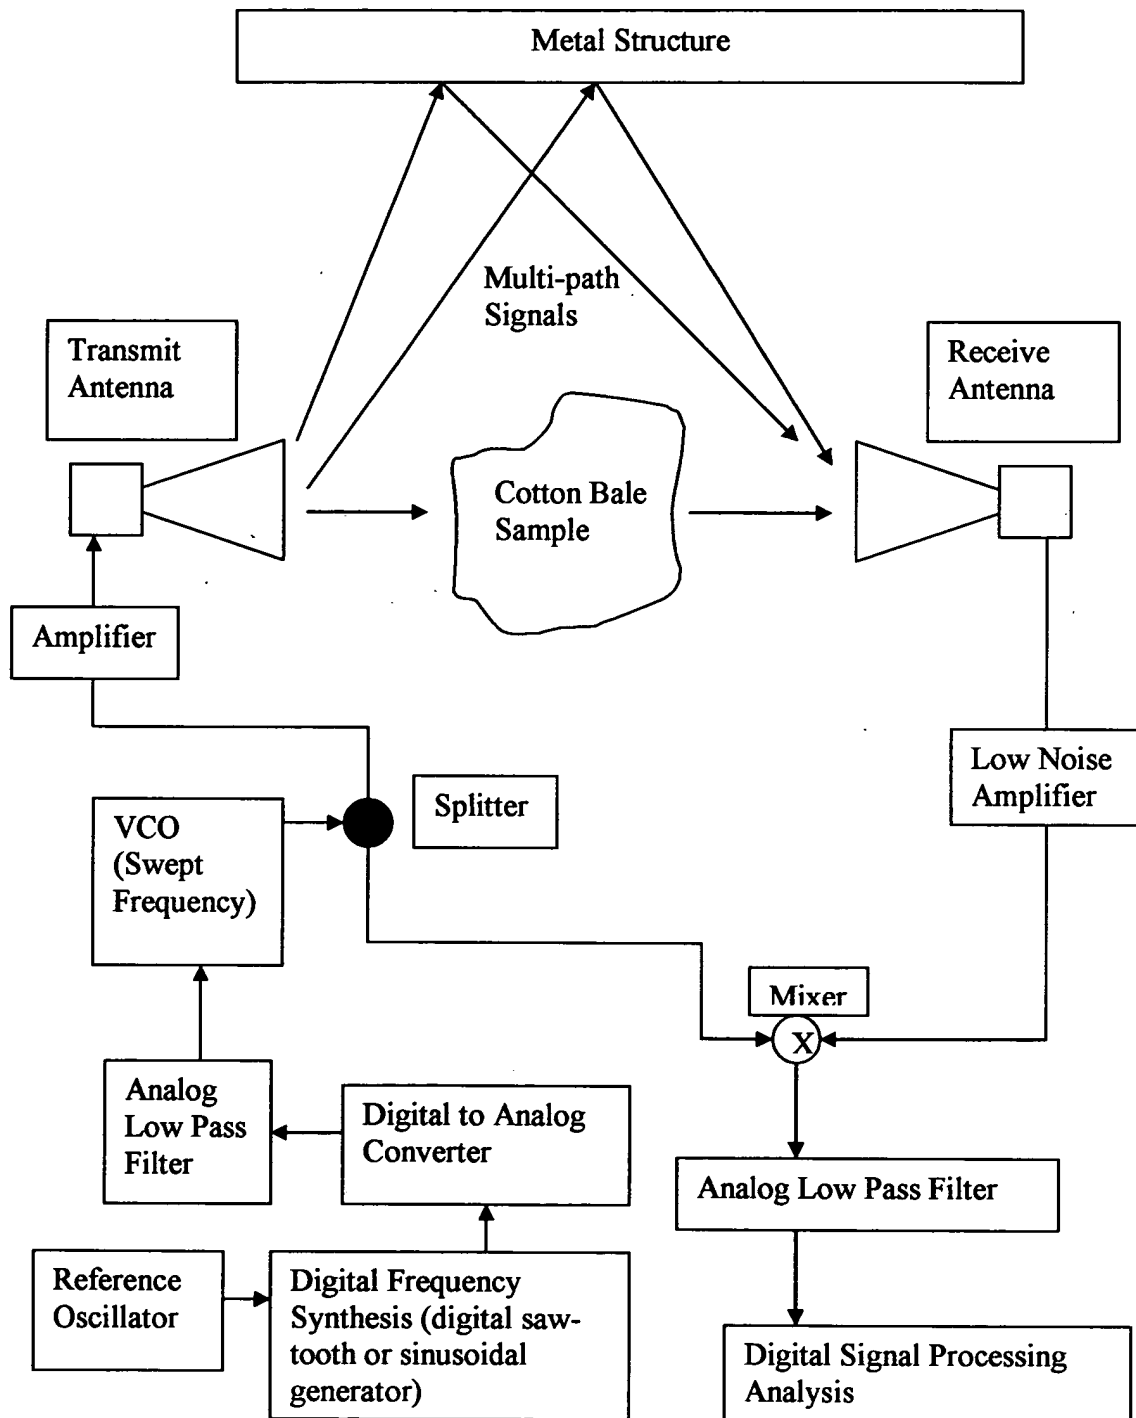 Metal Structure
Multi-path
Signals
Transmit
Antenna
Receive
Antenna
Cotton Bale
Sample
Amplifier
Low Noise
Amplifier
Splitter
VCO
(Swept
Frequency)
Mixer
X
Analog
Low Pass
Filter
Digital to Analog
Converter
Analog Low Pass Filter
Reference
Oscillator
Digital Frequency
Synthesis (digital saw-
tooth or sinusoidal
generator)
Digital Signal Processing
Analysis